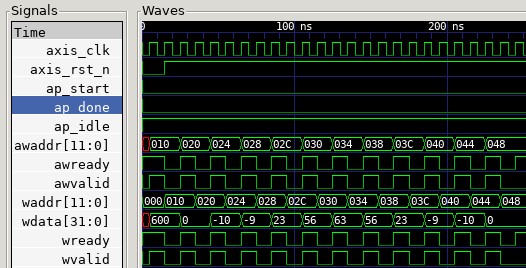 Signals
Waves
Time
0 100 ns 200 ns
axis_clk
axis_rst_n
ap_start
ap_done
ap_idle
awaddr[11:0] 010 020 024 028 02C 030 034 038 03C 040 044 048
awready
awvalid
waddr[11:0] 000 010 020 024 028 02C 030 034 038 03C 040 044 048
wdata[31:0] 600 0 -10 -9 23 56 63 56 23 -9 -10 0
wready
wvalid